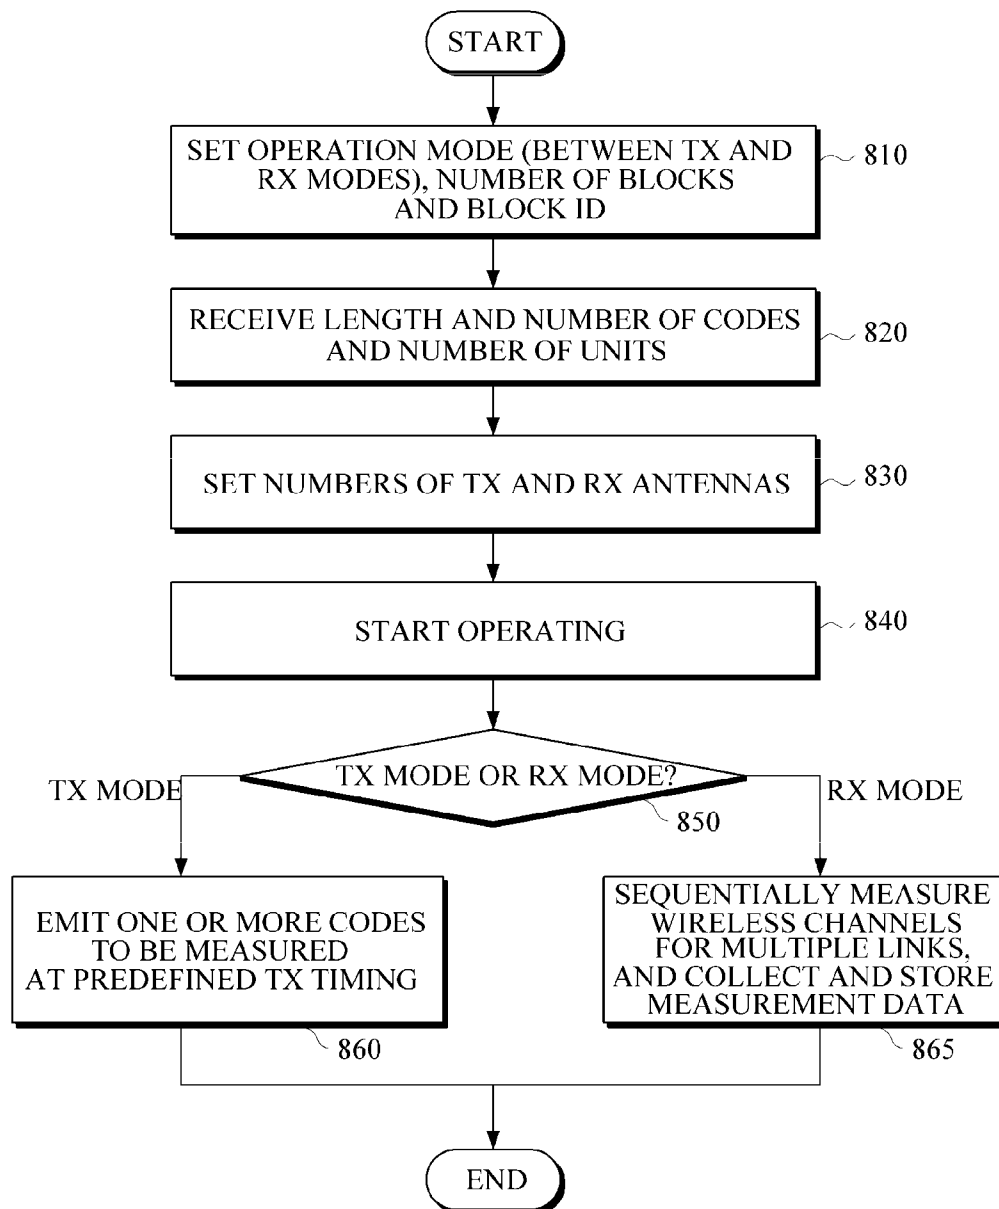 START
SET OPERATION MODE (BETWEEN TX AND
RX MODES), NUMBER OF BLOCKS
AND BLOCK ID
810
RECEIVE LENGTH AND NUMBER OF CODES
AND NUMBER OF UNITS
820
SET NUMBERS OF TX AND RX ANTENNAS
830
START OPERATING
840
TX MODE OR RX MODE?
850
TX MODE
RX MODE
EMIT ONE OR MORE CODES
TO BE MEASURED
AT PREDEFINED TX TIMING
860
SEQUENTIALLY MEASURE
WIRELESS CHANNELS
FOR MULTIPLE LINKS,
AND COLLECT AND STORE
MEASUREMENT DATA
865
END